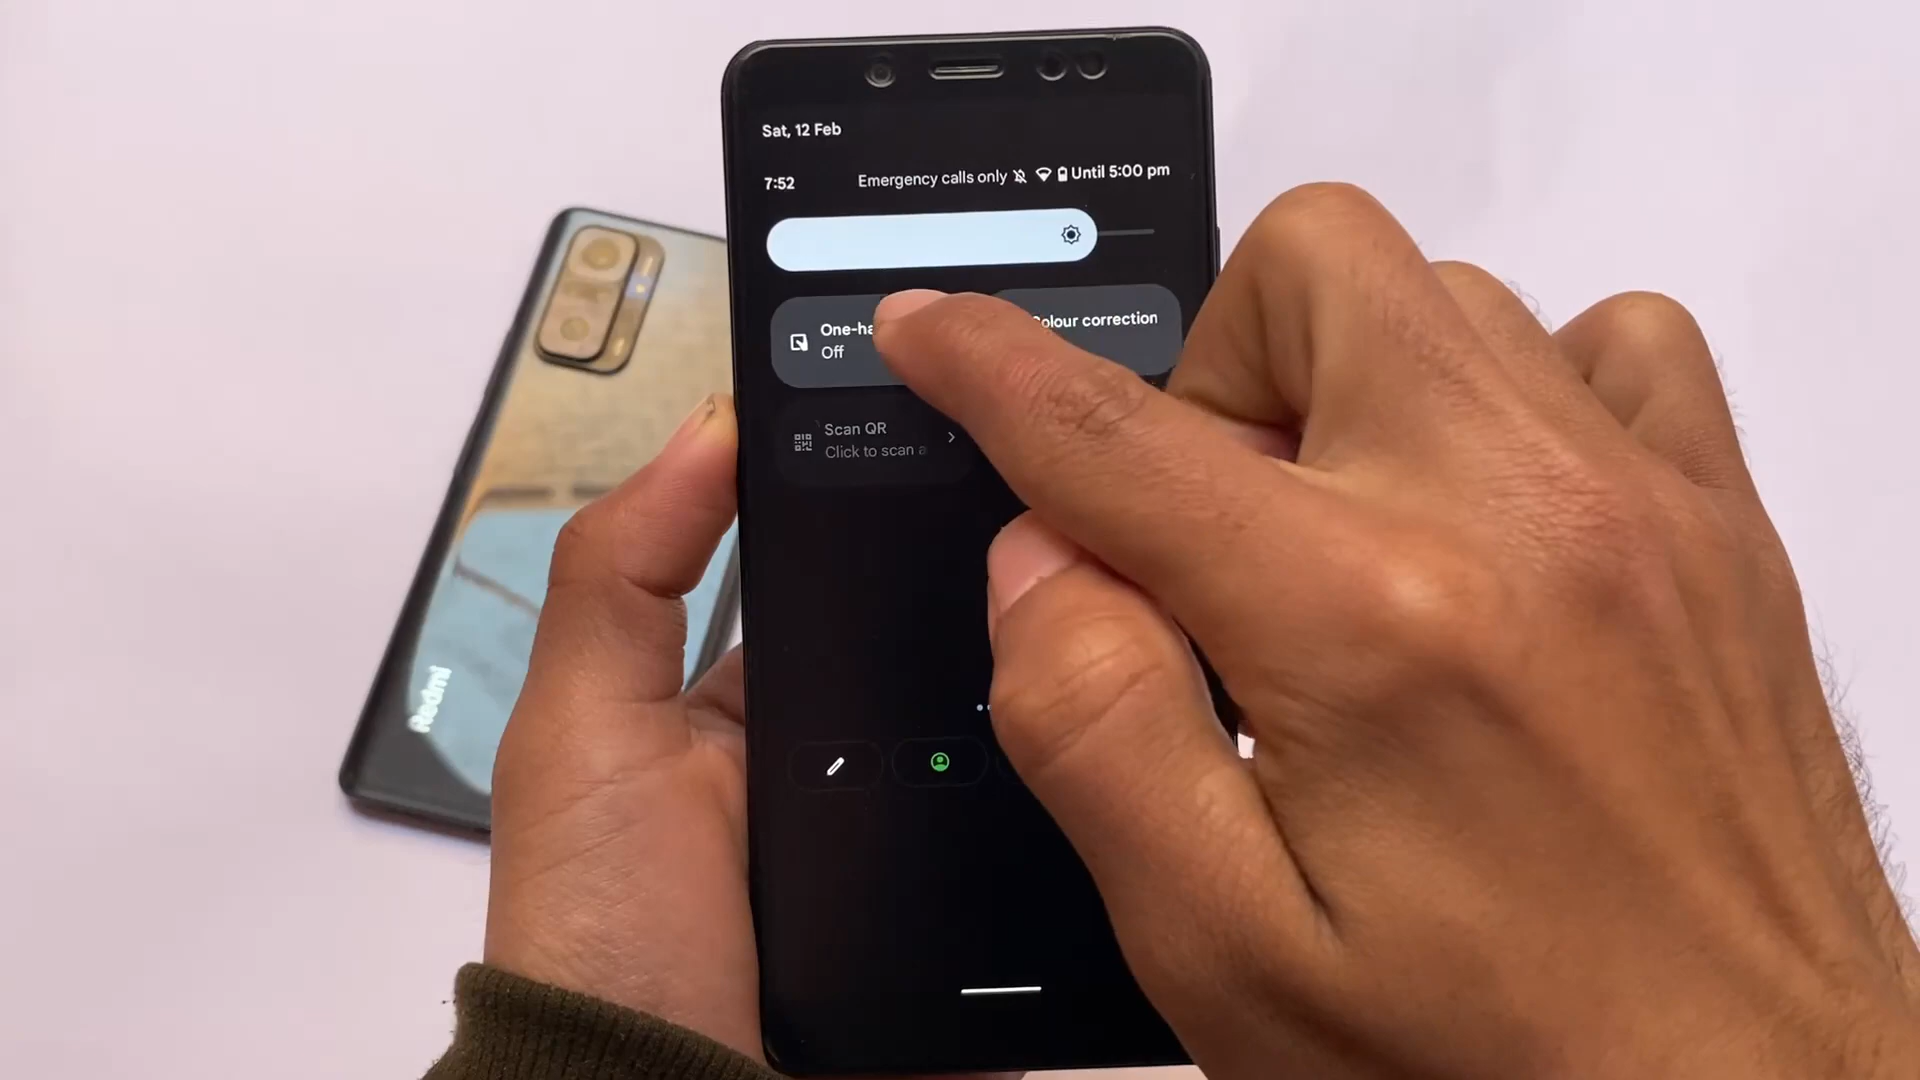 Sat, 12 Feb
7:52
Emergency calls only
Until 5:00 pm
One-ha
Off
Colour correction
Scan QR
Click to scan a
Redmi